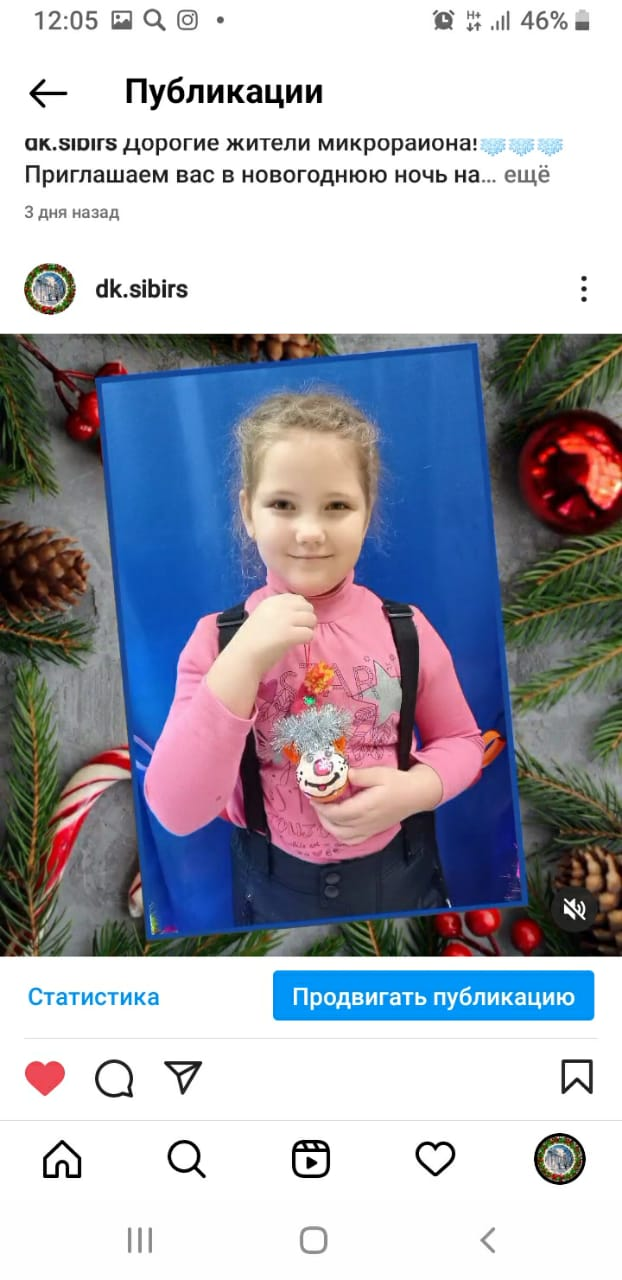 12:05
46%
Публикации
dk.sibirs Дорогие жители микрорайона!
Приглашаем вас в новогоднюю ночь на... ещё
3 дня назад
dk.sibirs
STAR
Статистика
Продвигать публикацию